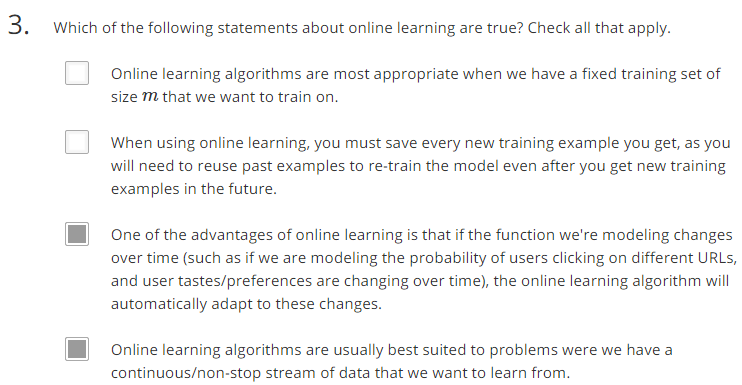 3. Which of the following statements about online learning are true? Check all that apply.
Online learning algorithms are most appropriate when we have a fixed training set of
size m that we want to train on.
When using online learning, you must save every new training example you get, as you
will need to reuse past examples to re-train the model even after you get new training
examples in the future.
One of the advantages of online learning is that if the function we're modeling changes
over time (such as if we are modeling the probability of users clicking on different URLs,
and user tastes/preferences are changing over time), the online learning algorithm will
automatically adapt to these changes.
Online learning algorithms are usually best suited to problems were we have a
continuous/non-stop stream of data that we want to learn from.